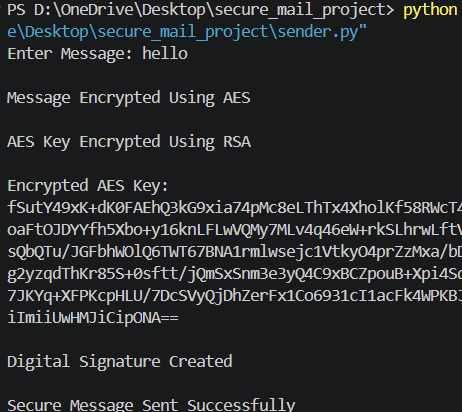 PS D:\OneDrive\Desktop\secure_mail_project> python
e\Desktop\secure_mail_project\sender.py"
Enter Message: hello
Message Encrypted Using AES
AES Key Encrypted Using RSA
Encrypted AES Key:
fSutY49xK+dK0FAEhQ3kG9xia74pMc8eLThTx4XholKf58RWcT4
oaFtOJDYYfh5Xbo+y16knLFLwVQMy7MLv4q46eW+rkSLhrwLftV
sQbQTu/JGFbhWOlQ6TWT67BNA1rmlwsejc1VtkyO4prZzMxa/bD
g2yzqdThKr85S+0sftt/jQmSxSnm3e3yQ4C9xBCZpouB+Xpi4Sc
7JKYq+XFPKcpHLU/7DcSVyQjDhZerFx1Co6931cI1acFk4WPKBJ
iImiiUwHMJiCipONA==
Digital Signature Created
Secure Message Sent Successfully